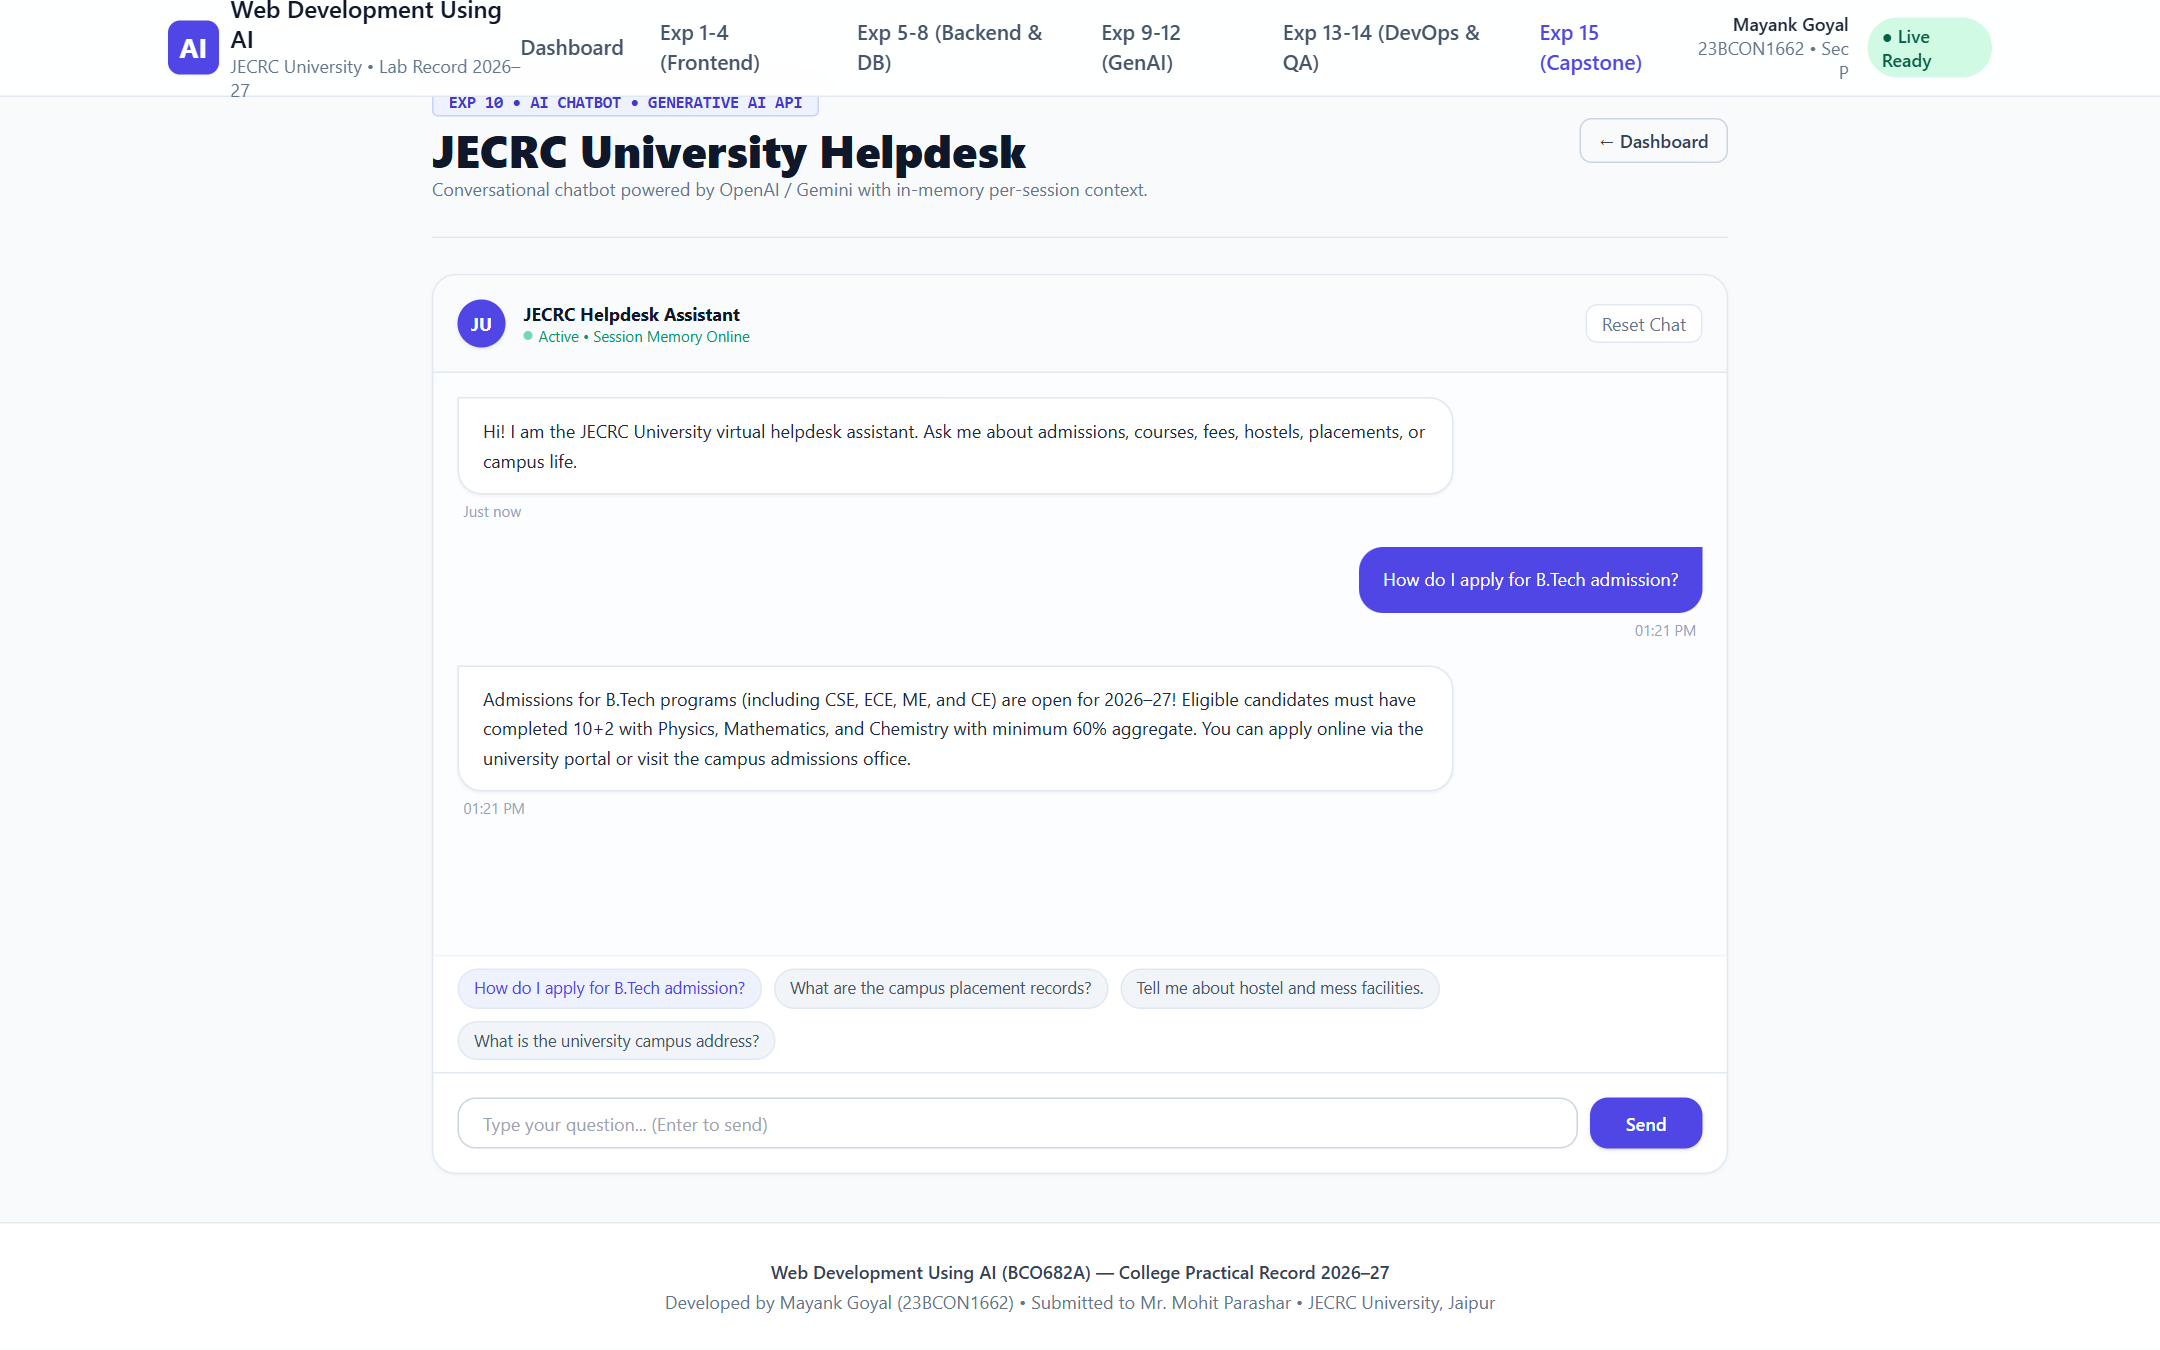 AI
Web Development Using
AI
JECRC University • Lab Record 2026–
27
Dashboard
Exp 1-4
(Frontend)
Exp 5-8 (Backend &
DB)
Exp 9-12
(GenAI)
Exp 13-14 (DevOps &
QA)
Exp 15
(Capstone)
Mayank Goyal
23BCON1662 • Sec
P
● Live
Ready
EXP 10 • AI CHATBOT • GENERATIVE AI API
JECRC University Helpdesk
Conversational chatbot powered by OpenAI / Gemini with in-memory per-session context.
← Dashboard
JU
JECRC Helpdesk Assistant
Active • Session Memory Online
Reset Chat
Hi! I am the JECRC University virtual helpdesk assistant. Ask me about admissions, courses, fees, hostels, placements, or
campus life.
Just now
How do I apply for B.Tech admission?
01:21 PM
Admissions for B.Tech programs (including CSE, ECE, ME, and CE) are open for 2026–27! Eligible candidates must have
completed 10+2 with Physics, Mathematics, and Chemistry with minimum 60% aggregate. You can apply online via the
university portal or visit the campus admissions office.
01:21 PM
How do I apply for B.Tech admission?
What are the campus placement records?
Tell me about hostel and mess facilities.
What is the university campus address?
Type your question... (Enter to send)
Send
Web Development Using AI (BCO682A) — College Practical Record 2026–27
Developed by Mayank Goyal (23BCON1662) • Submitted to Mr. Mohit Parashar • JECRC University, Jaipur